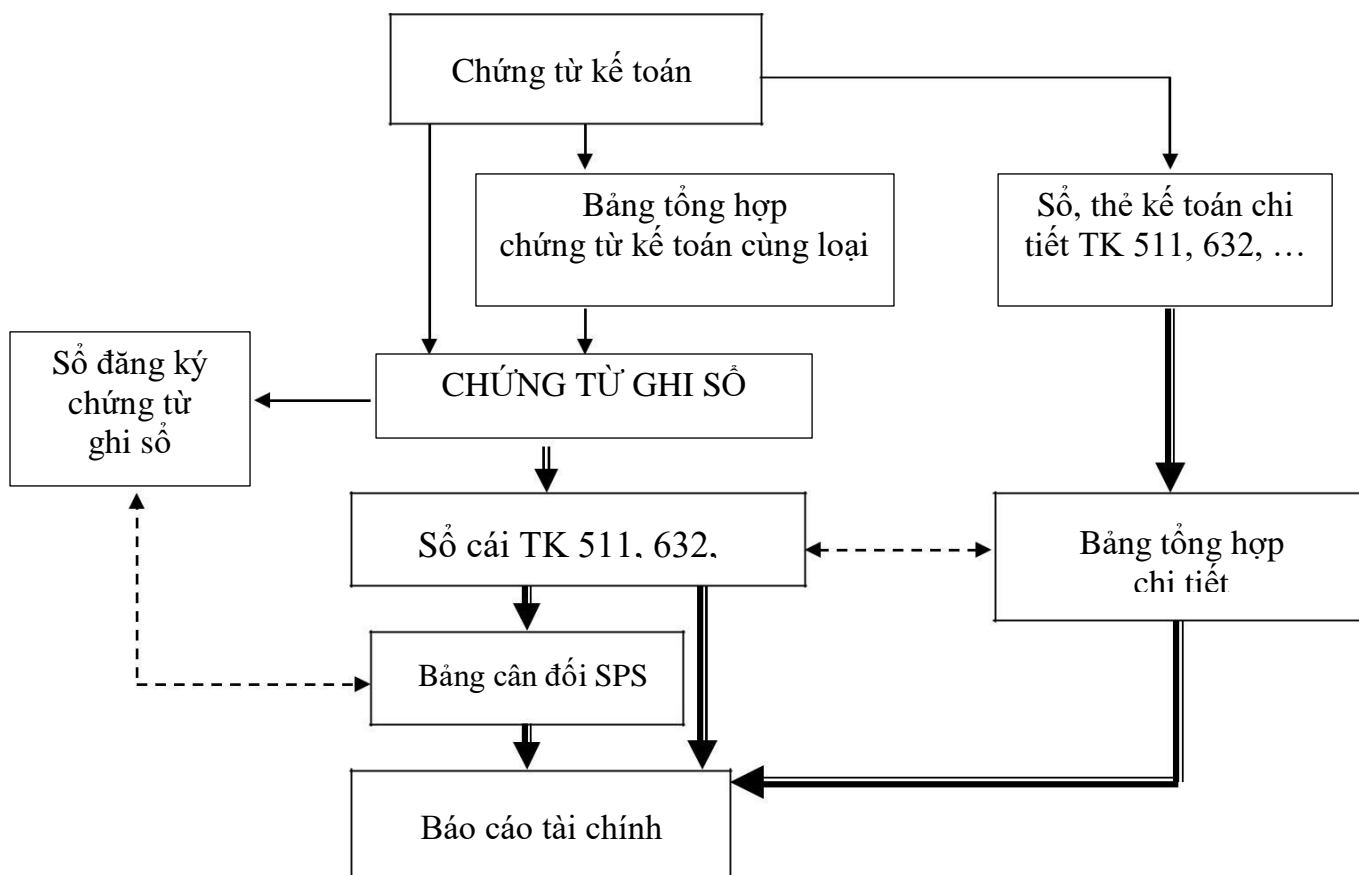 Chứng từ kế toán
Bảng tổng hợp
chứng từ kế toán cùng loại
Sổ, thẻ kế toán chi
tiết TK 511, 632, …
Sổ đăng ký
chứng từ
ghi sổ
CHỨNG TỪ GHI SỔ
Sổ cái TK 511, 632,
Bảng tổng hợp
chi tiết
Bảng cân đối SPS
Báo cáo tài chính